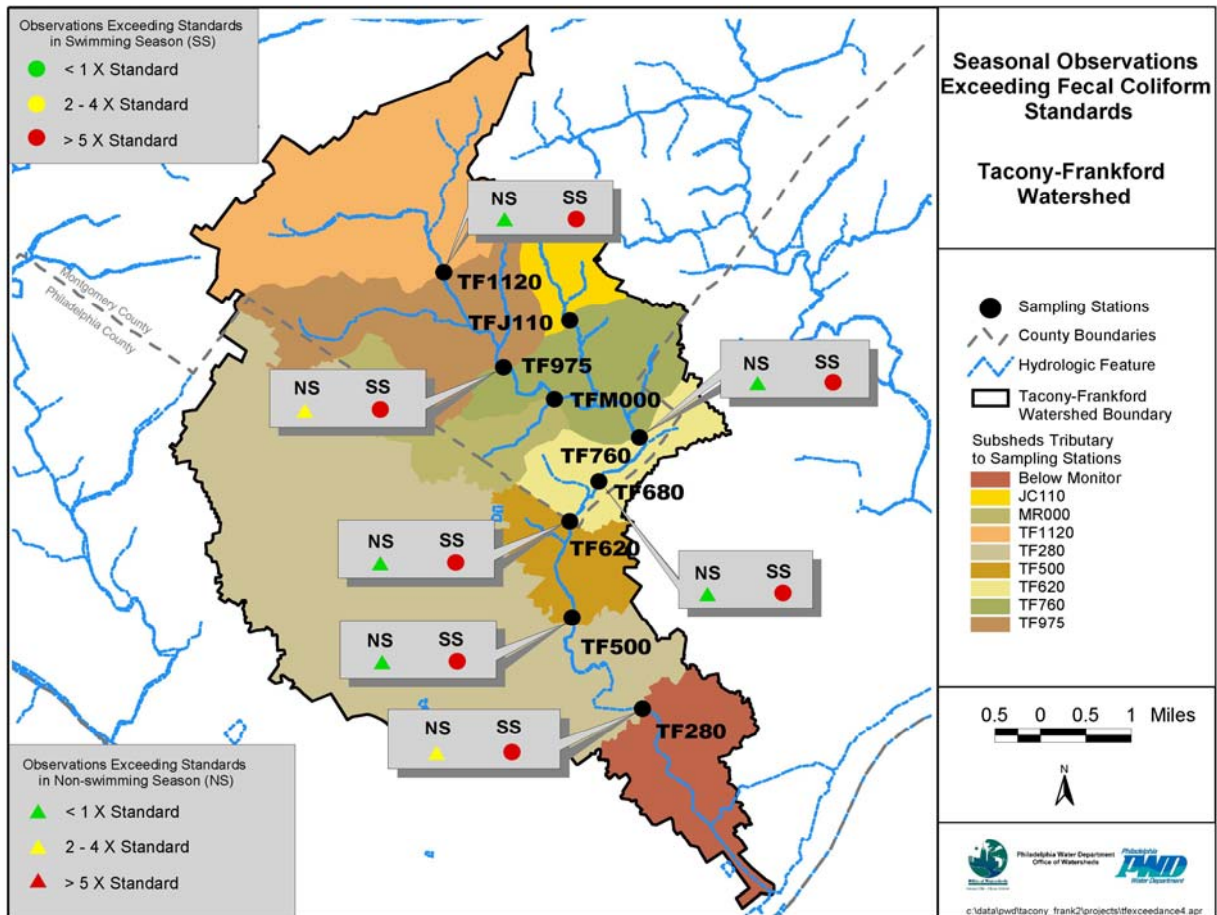 Observations Exceeding Standards
in Swimming Season (SS)
< 1 X Standard
2 - 4 X Standard
> 5 X Standard
Montgomery County
Philadelphia County
NS SS
TF1120
TFJ110
TF975
NS SS
NS SS
TFM000
TF760
TF680
NS SS
TF620
NS SS
NS SS
TF500
NS SS
TF280
Observations Exceeding Standards
in Non-swimming Season (NS)
< 1 X Standard
2 - 4 X Standard
> 5 X Standard
Seasonal Observations
Exceeding Fecal Coliform
Standards
Tacony-Frankford
Watershed
Sampling Stations
County Boundaries
Hydrologic Feature
Tacony-Frankford
Watershed Boundary
Subsheds Tributary
to Sampling Stations
Below Monitor
JC110
MR000
TF1120
TF280
TF500
TF620
TF760
TF975
0.5 0 0.5 1 Miles
N
Philadelphia Water Department
Office of Watersheds
Philadelphia
PWD
Water Department
c:\data\pwd\tacony_frank2\projects\tfexceedance4.apr